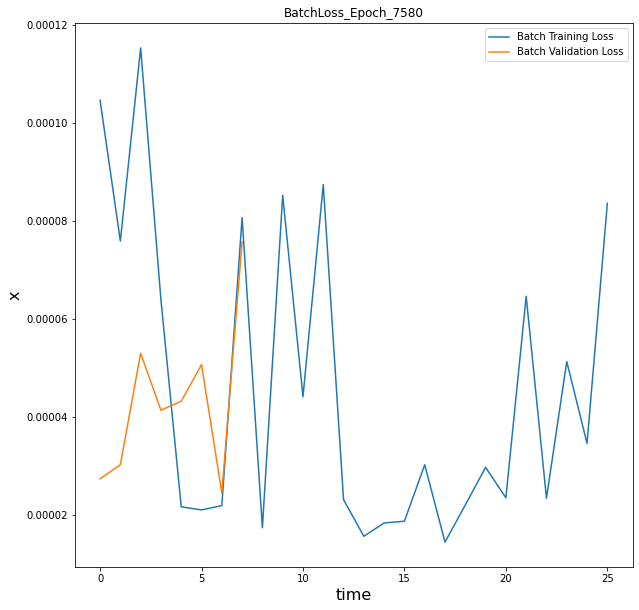 BatchLoss_Epoch_7580
Batch Training Loss
Batch Validation Loss
0.00012
0.00010
0.00008
0.00006
0.00004
0.00002
x
0 5 10 15 20 25
time